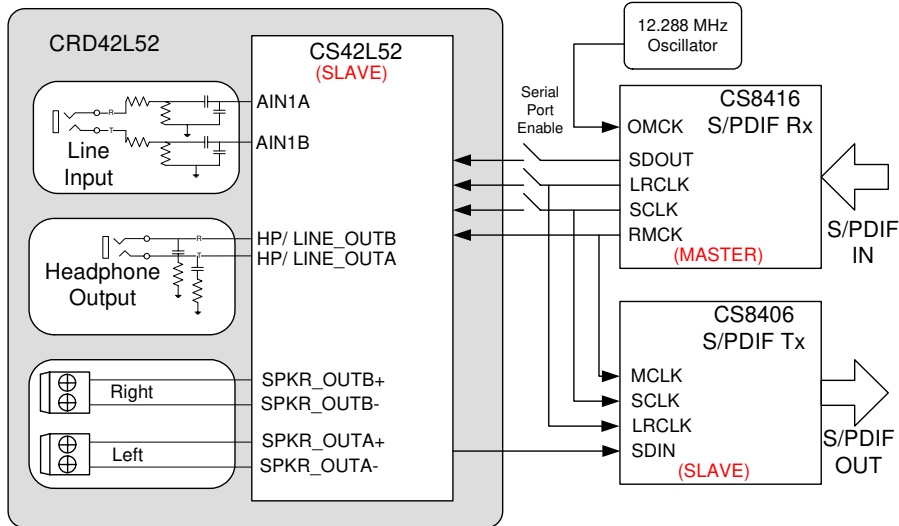 CRD42L52
CS42L52
(SLAVE)
12.288 MHz
Oscillator
Serial
Port
Enable
CS8416
S/PDIF Rx
OMCK
SDOUT
LRCLK
SCLK
RMCK
(MASTER)
S/PDIF
IN
R
T
Line
Input
AIN1A
AIN1B
R
T
Headphone
Output
HP/ LINE_OUTB
HP/ LINE_OUTA
Right
SPKR_OUTB+
SPKR_OUTB-
Left
SPKR_OUTA+
SPKR_OUTA-
CS8406
S/PDIF Tx
MCLK
SCLK
LRCLK
SDIN
(SLAVE)
S/PDIF
OUT